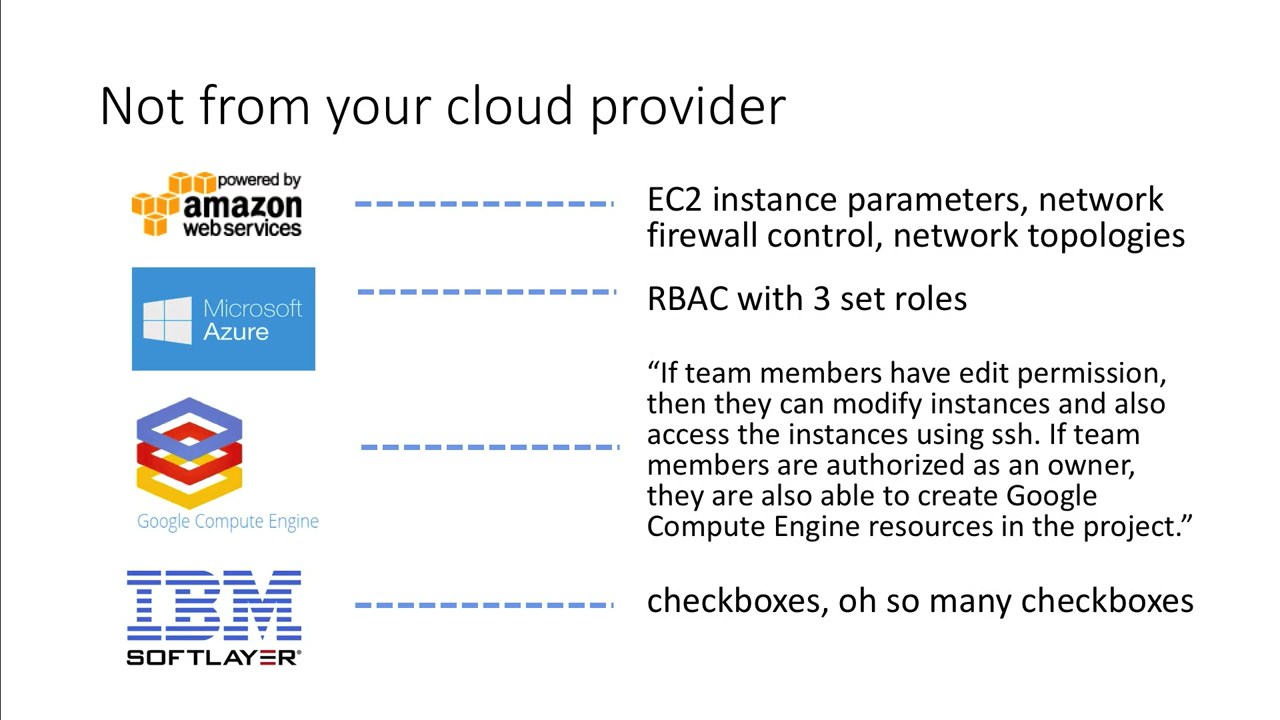 Not from your cloud provider
powered by
amazon
web services
EC2 instance parameters, network
firewall control, network topologies
Microsoft
Azure
RBAC with 3 set roles
“If team members have edit permission,
then they can modify instances and also
access the instances using ssh. If team
members are authorized as an owner,
they are also able to create Google
Compute Engine resources in the project.”
Google Compute Engine
IBM
SOFTLAYER®
checkboxes, oh so many checkboxes